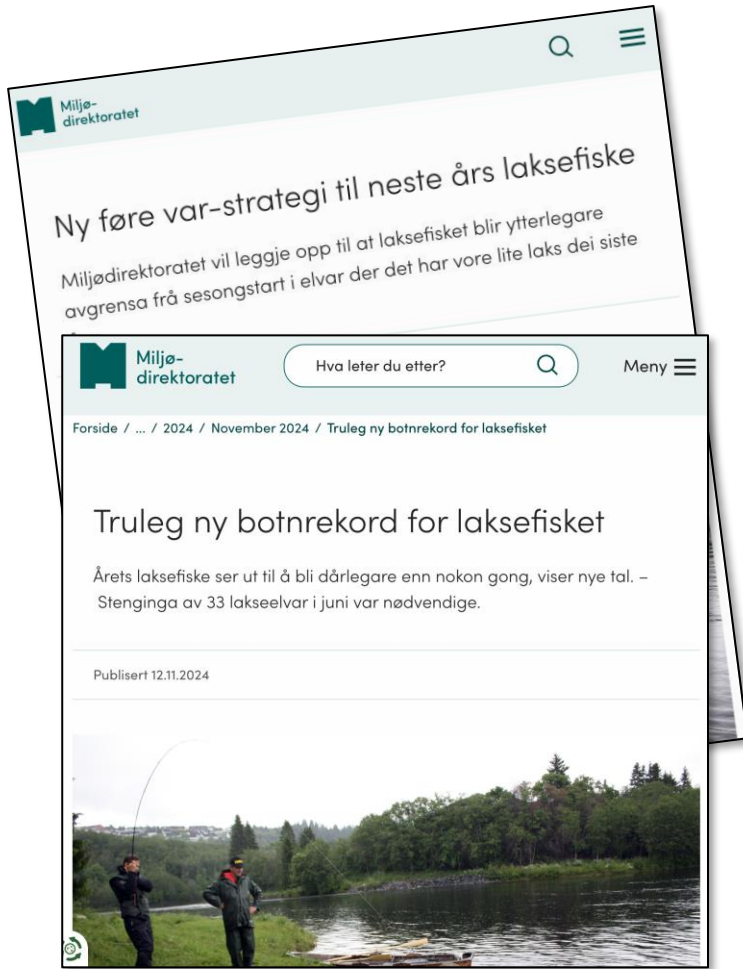 Miljø-
direktoratet
Ny føre var-strategi til neste års laksefiske
Miljødirektoratet vil leggje opp til at laksefisket blir ytterlegare
avgrensa frå sesongstart i elvar der det har vore lite laks dei siste
Miljø-
direktoratet
Hva leter du etter?
Meny
Forside / ... / 2024 / November 2024 / Truleg ny botnrekord for laksefisket
Truleg ny botnrekord for laksefisket
Årets laksefiske ser ut til å bli dårlegare enn nokon gong, viser nye tal. –
Stenginga av 33 lakseelvar i juni var nødvendige.
Publisert 12.11.2024